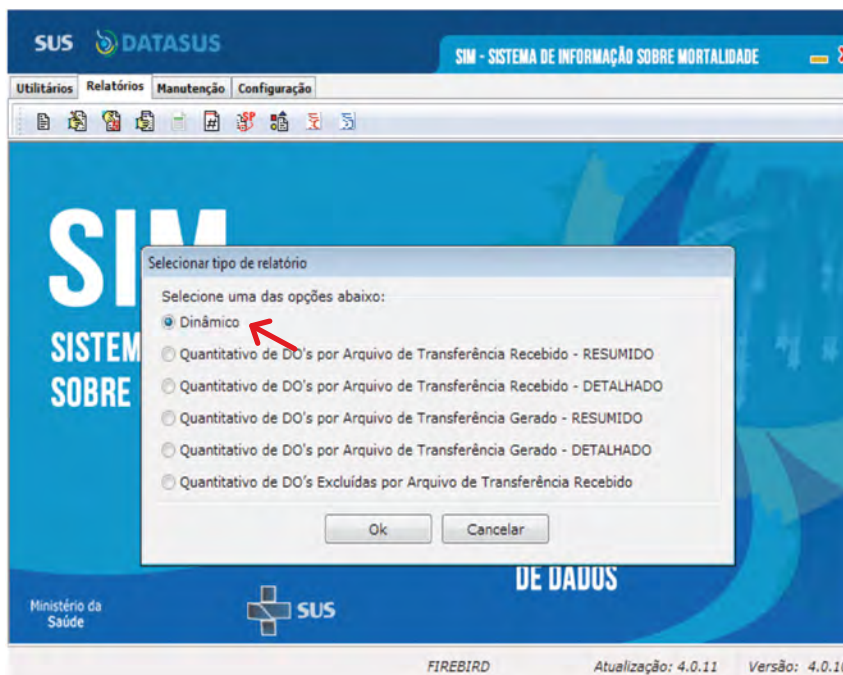 SUS DATASUS
SIM - SISTEMA DE INFORMAÇÃO SOBRE MORTALIDADE
Utilitários Relatórios Manutenção Configuração
SIM
SISTEM
SOBRE
Selecionar tipo de relatório
Selecione uma das opções abaixo:
Dinâmico
Quantitativo de DO's por Arquivo de Transferência Recebido - RESUMIDO
Quantitativo de DO's por Arquivo de Transferência Recebido - DETALHADO
Quantitativo de DO's por Arquivo de Transferência Gerado - RESUMIDO
Quantitativo de DO's por Arquivo de Transferência Gerado - DETALHADO
Quantitativo de DO's Excluídas por Arquivo de Transferência Recebido
Ok Cancelar
DE DADOS
Ministério da
Saúde
SUS
FIREBIRD Atualização: 4.0.11 Versão: 4.0.10